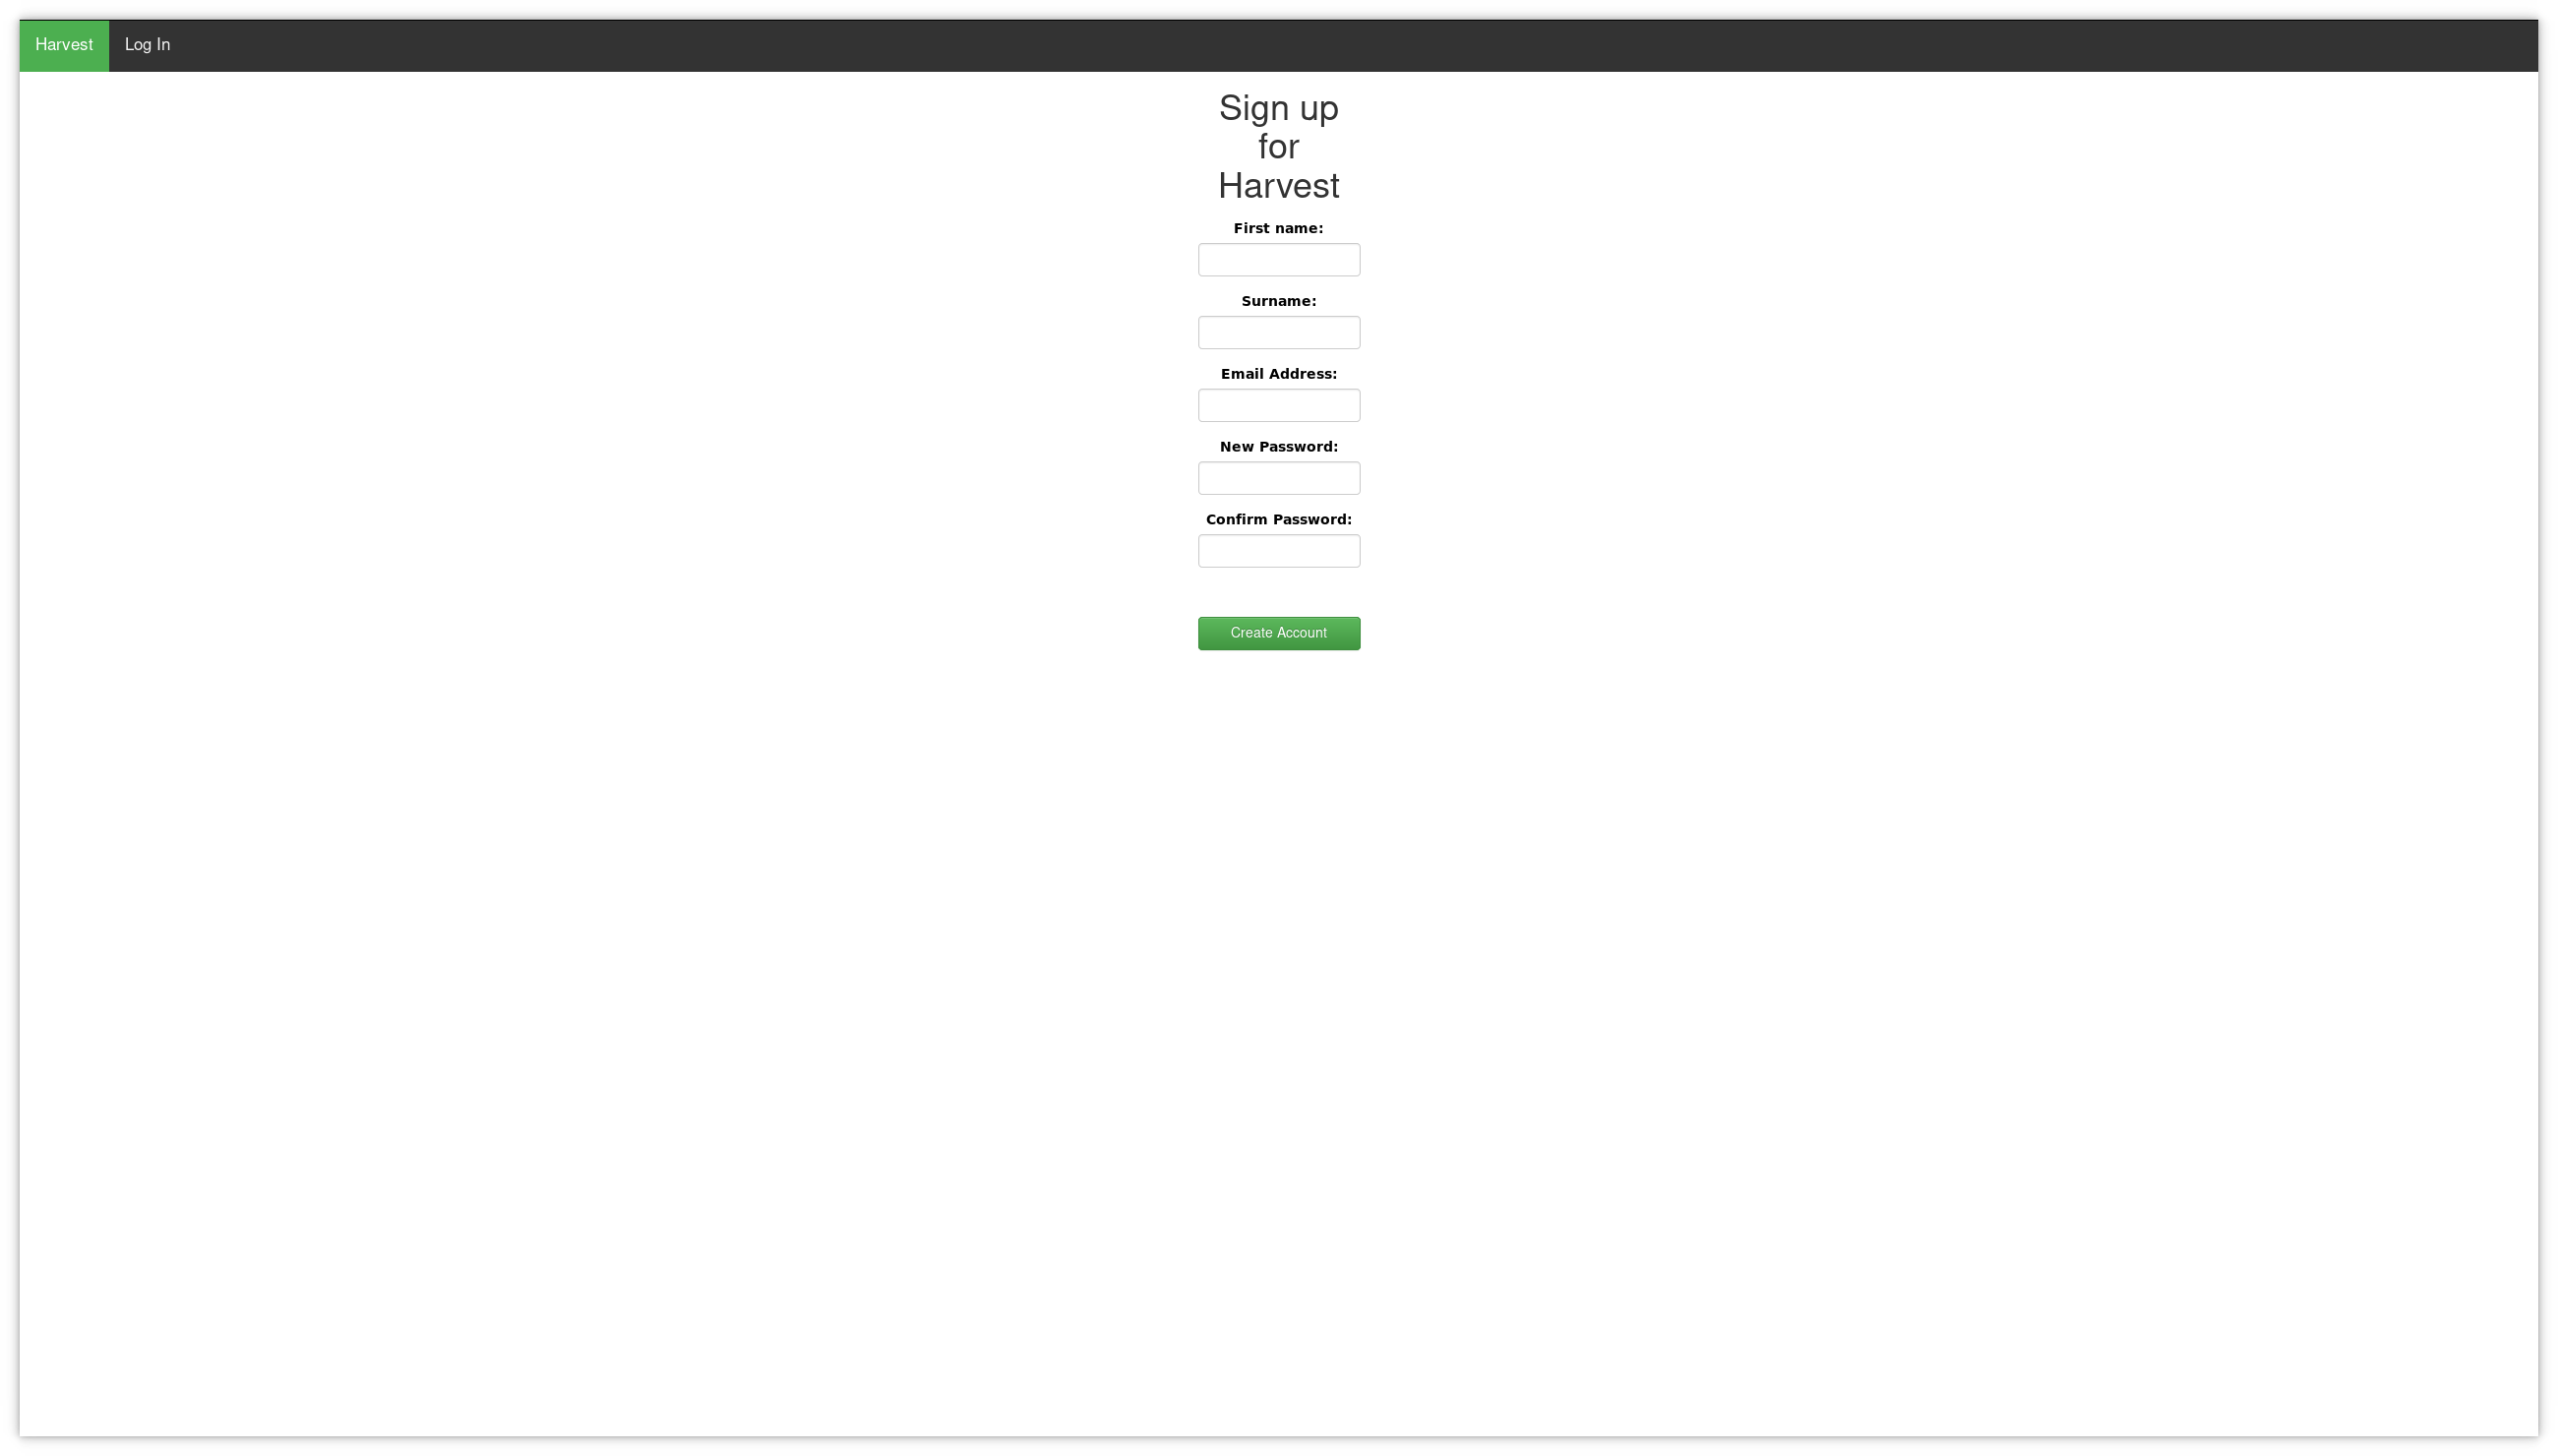 Harvest Log In
Sign up
for
Harvest
First name:
Surname:
Email Address:
New Password:
Confirm Password:
Create Account